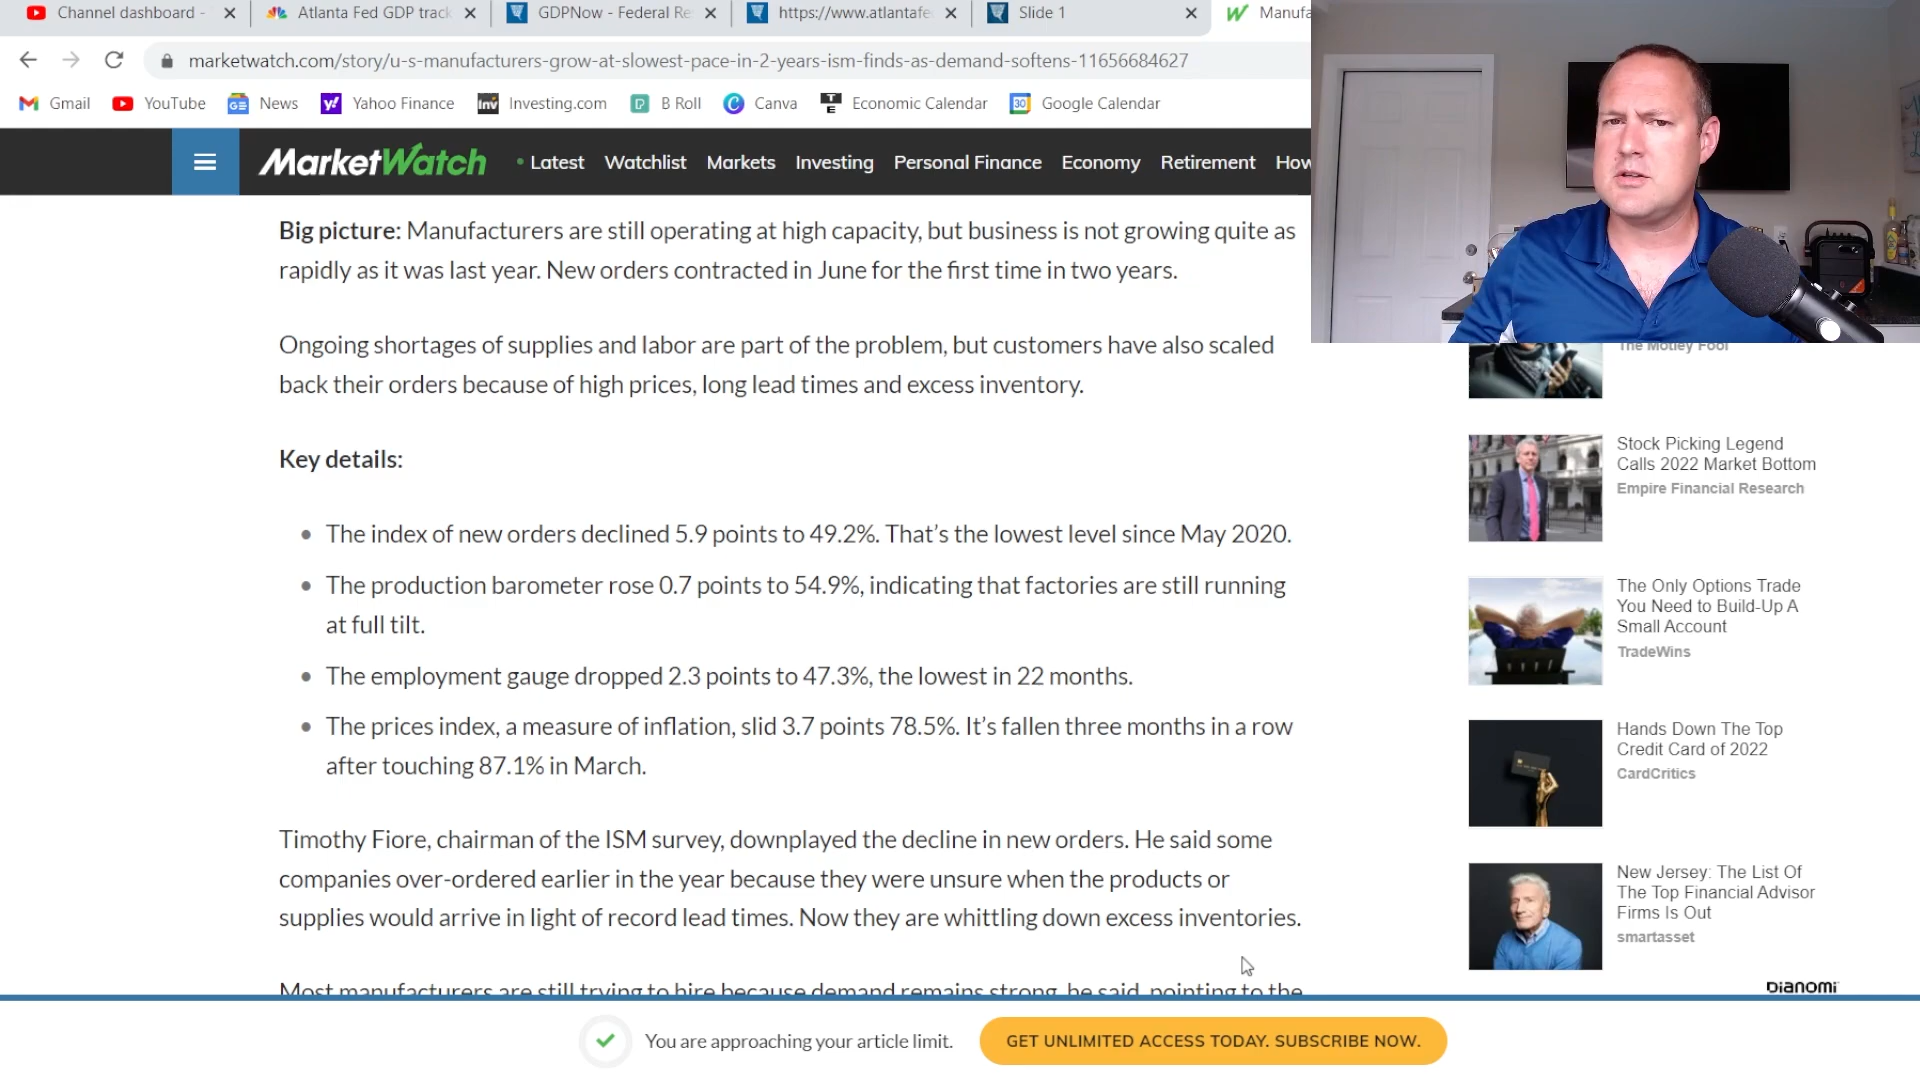 Channel dashboard -
Atlanta Fed GDP track
GDPNow - Federal Re
https://www.atlantafe
Slide 1
Manufa
marketwatch.com/story/u-s-manufacturers-grow-at-slowest-pace-in-2-years-ism-finds-as-demand-softens-11656684627
Gmail
YouTube
News
Yahoo Finance
Investing.com
B Roll
Canva
Economic Calendar
Google Calendar
MarketWatch
Latest
Watchlist
Markets
Investing
Personal Finance
Economy
Retirement
How
Big picture: Manufacturers are still operating at high capacity, but business is not growing quite as
rapidly as it was last year. New orders contracted in June for the first time in two years.
Ongoing shortages of supplies and labor are part of the problem, but customers have also scaled
back their orders because of high prices, long lead times and excess inventory.
Key details:
• The index of new orders declined 5.9 points to 49.2%. That’s the lowest level since May 2020.
• The production barometer rose 0.7 points to 54.9%, indicating that factories are still running
at full tilt.
• The employment gauge dropped 2.3 points to 47.3%, the lowest in 22 months.
• The prices index, a measure of inflation, slid 3.7 points 78.5%. It’s fallen three months in a row
after touching 87.1% in March.
Timothy Fiore, chairman of the ISM survey, downplayed the decline in new orders. He said some
companies over-ordered earlier in the year because they were unsure when the products or
supplies would arrive in light of record lead times. Now they are whittling down excess inventories.
Most manufacturers are still trying to hire because demand remains strong, he said, pointing to the
The Motley Fool
Stock Picking Legend
Calls 2022 Market Bottom
Empire Financial Research
The Only Options Trade
You Need to Build-Up A
Small Account
TradeWins
Hands Down The Top
Credit Card of 2022
CardCritics
New Jersey: The List Of
The Top Financial Advisor
Firms Is Out
smartasset
DIANOMI
You are approaching your article limit.
GET UNLIMITED ACCESS TODAY. SUBSCRIBE NOW.